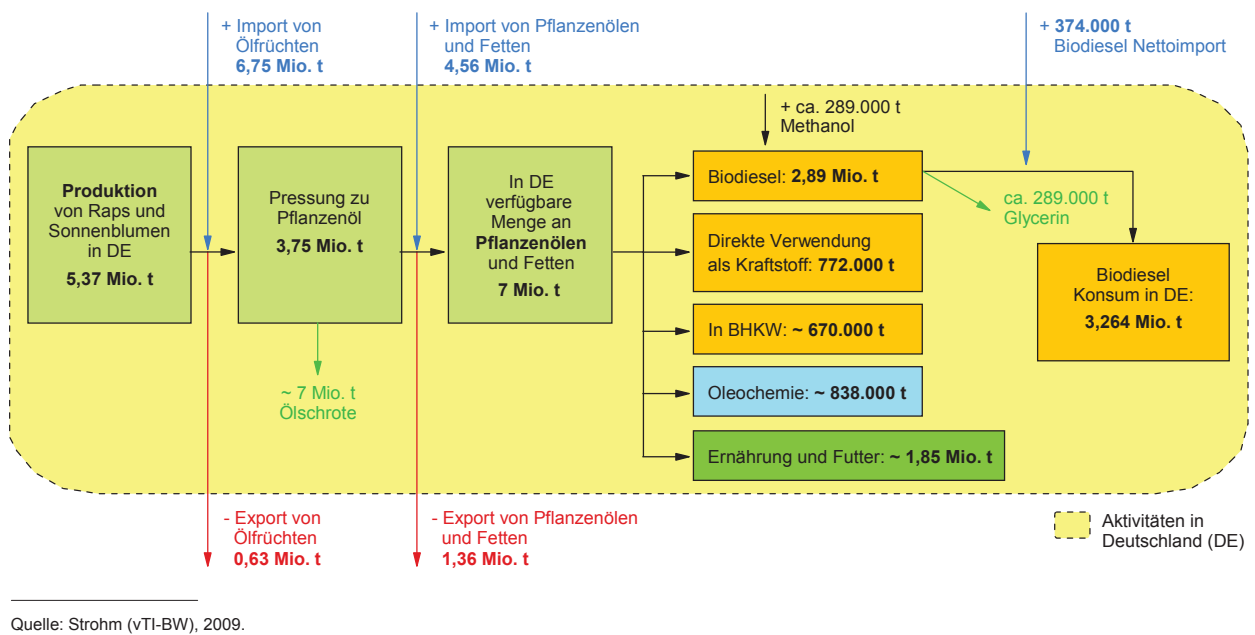 + Import von
Ölfrüchten
6,75 Mio. t
+ Import von Pflanzenölen
und Fetten
4,56 Mio. t
+ 374.000 t
Biodiesel Nettoimport
+ ca. 289.000 t
Methanol
Produktion
von Raps und
Sonnenblumen
in DE
5,37 Mio. t
Pressung zu
Pflanzenöl
3,75 Mio. t
In DE
verfügbare
Menge an
Pflanzenölen
und Fetten
7 Mio. t
Biodiesel: 2,89 Mio. t
ca. 289.000 t
Glycerin
Direkte Verwendung
als Kraftstoff: 772.000 t
Biodiesel
Konsum in DE:
3,264 Mio. t
In BHKW: ~ 670.000 t
~ 7 Mio. t
Ölschrote
Oleochemie: ~ 838.000 t
Ernährung und Futter: ~ 1,85 Mio. t
- Export von
Ölfrüchten
0,63 Mio. t
- Export von Pflanzenölen
und Fetten
1,36 Mio. t
Aktivitäten in
Deutschland (DE)
Quelle: Strohm (vTI-BW), 2009.